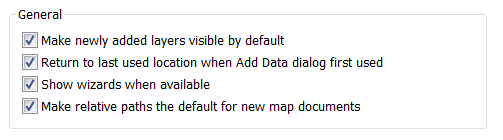 General
Make newly added layers visible by default
Return to last used location when Add Data dialog first used
Show wizards when available
Make relative paths the default for new map documents